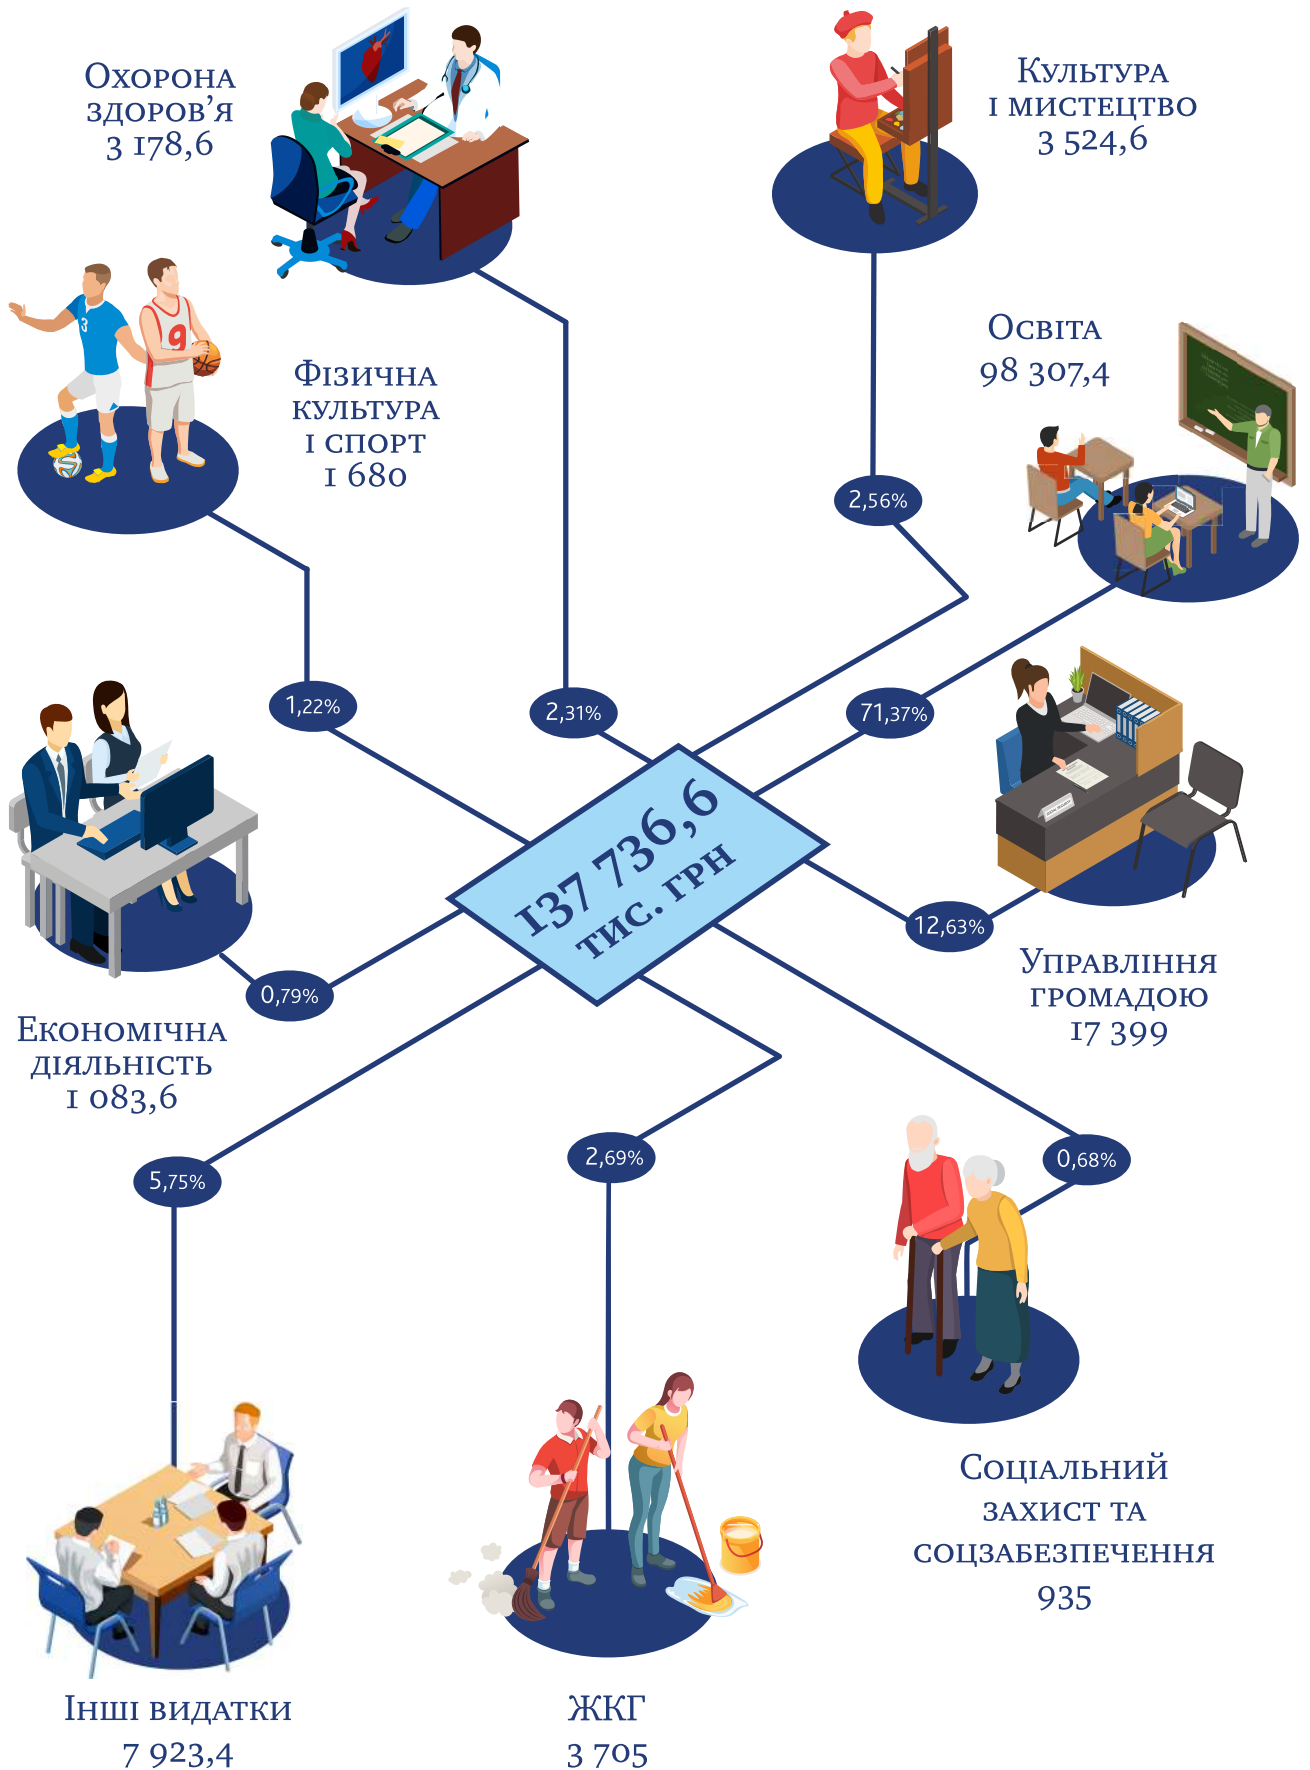 Охорона
здоров’я
3 178,6
Культура
і мистецтво
3 524,6
Освіта
98 307,4
Фізична
культура
і спорт
1 680
3
9
2,56%
1,22%
2,31%
71,37%
137 736,6
тис. грн
12,63%
0,79%
Управління
громадою
17 399
Економічна
діяльність
1 083,6
5,75%
2,69%
0,68%
Соціальний
захист та
соцзабезпечення
935
Інші видатки
7 923,4
ЖКГ
3 705